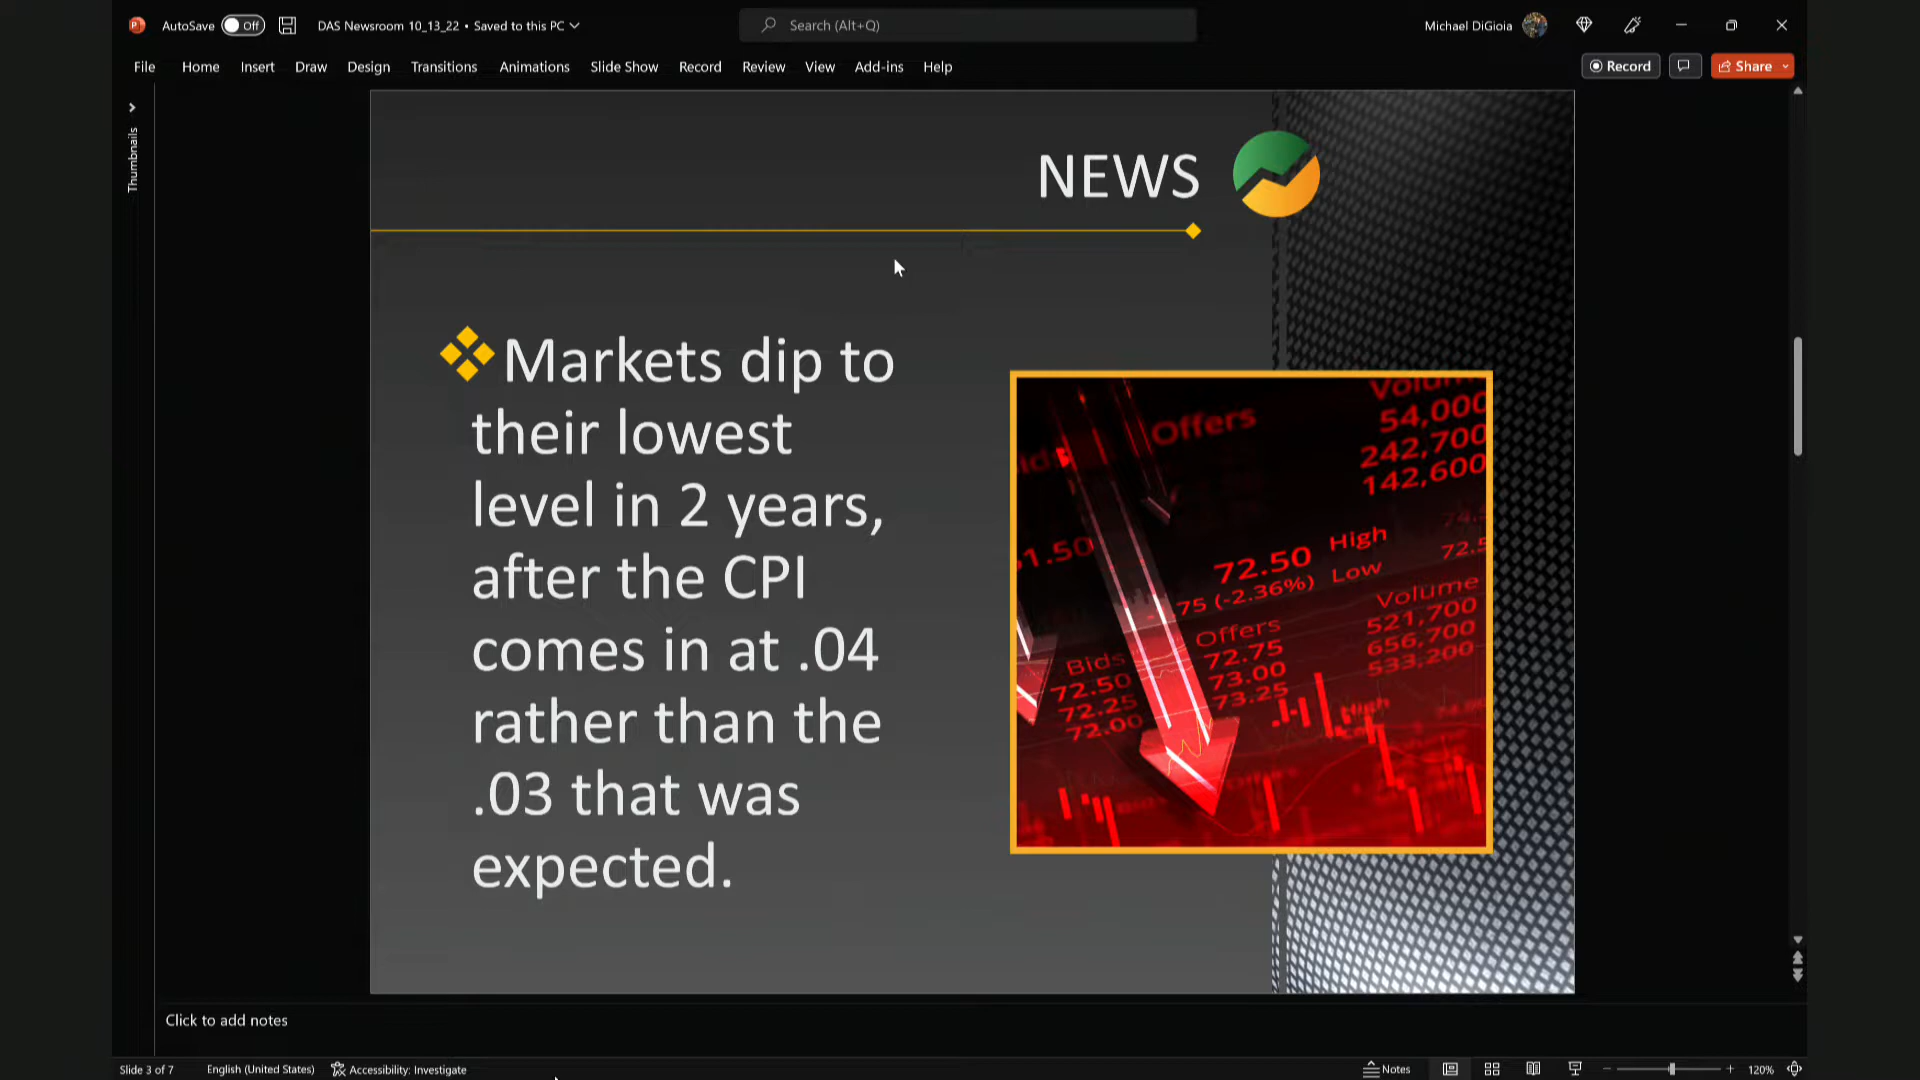 AutoSave Off DAS Newsroom 10_13_22 • Saved to this PC Search (Alt+Q) Michael DiGioia
File Home Insert Draw Design Transitions Animations Slide Show Record Review View Add-ins Help Record Share
Thumbnails
NEWS
Markets dip to
their lowest
level in 2 years,
after the CPI
comes in at .04
rather than the
.03 that was
expected.
Offers
54,000
242,700
142,600
1.50
72.50 High
75 (-2.36%) Low
72.5
Volume
Bids Offers 521,700
72.50 72.75 656,700
72.25 73.00 533,200
72.00 73.25
High
Click to add notes
Slide 3 of 7 English (United States) Accessibility: Investigate Notes 120%